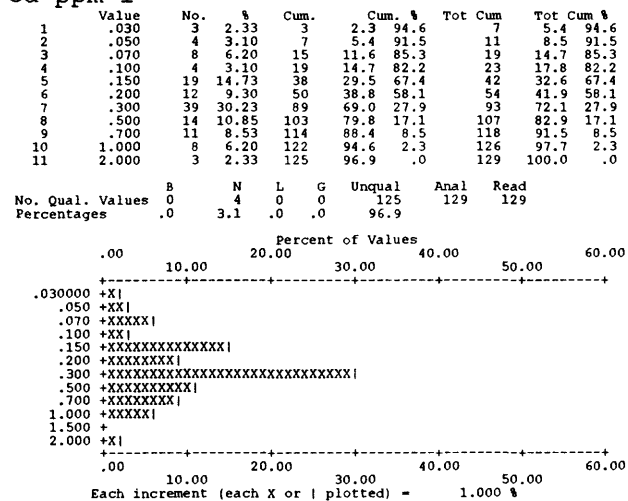 ppm
Value No. % Cum. Cum. % Tot Cum Tot Cum %
1 .030 3 2.33 3 2.3 94.6 7 5.4 94.6
2 .050 4 3.10 7 5.4 91.5 11 8.5 91.5
3 .070 8 6.20 15 11.6 85.3 19 14.7 85.3
4 .100 4 3.10 19 14.7 82.2 23 17.8 82.2
5 .150 19 14.73 38 29.5 67.4 42 32.6 67.4
6 .200 12 9.30 50 38.8 58.1 54 41.9 58.1
7 .300 39 30.23 89 69.0 27.9 93 72.1 27.9
8 .500 14 10.85 103 79.8 17.1 107 82.9 17.1
9 .700 11 8.53 114 88.4 8.5 118 91.5 8.5
10 1.000 8 6.20 122 94.6 2.3 126 97.7 2.3
11 2.000 3 2.33 125 96.9 .0 129 100.0 .0
B N L G Unqual Anal Read
No. Qual. Values 0 4 0 0 125 129 129
Percentages .0 3.1 .0 .0 96.9
Percent of Values
.00 20.00 40.00 60.00
10.00 30.00 50.00
+---------+---------+---------+---------+---------+---------+
.030000 +X|
.050 +XX|
.070 +XXXXX|
.100 +XX|
.150 +XXXXXXXXXXXXXX|
.200 +XXXXXXXX|
.300 +XXXXXXXXXXXXXXXXXXXXXXXXXXXXX|
.500 +XXXXXXXXXX|
.700 +XXXXXXXX|
1.000 +XXXXX|
1.500 +
2.000 +X|
+---------+---------+---------+---------+---------+---------+
.00 20.00 40.00 60.00
10.00 30.00 50.00
Each increment (each X or | plotted) = 1.000 %